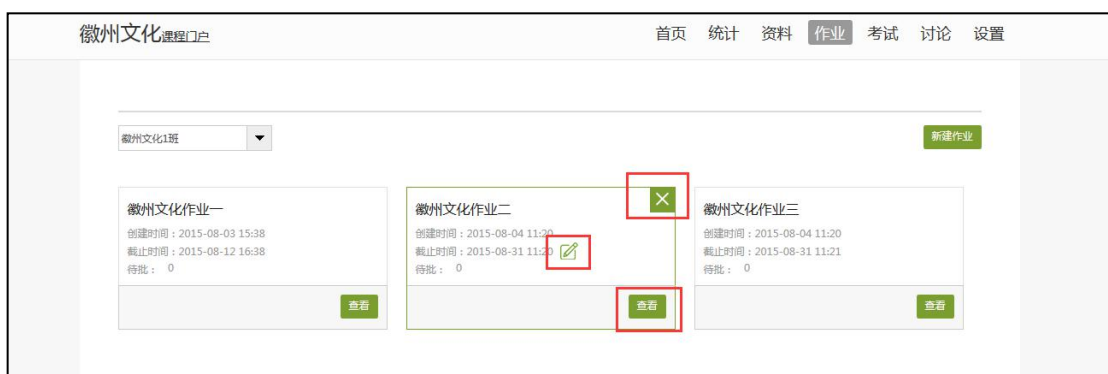 徽州文化课程门户
首页 统计 资料 作业 考试 讨论 设置
徽州文化1班
新建作业
徽州文化作业一
创建时间：2015-08-03 15:38
截止时间：2015-08-12 16:38
待批： 0
查看
徽州文化作业二
创建时间：2015-08-04 11:20
截止时间：2015-08-31 11:20
待批： 0
查看
徽州文化作业三
创建时间：2015-08-04 11:20
截止时间：2015-08-31 11:21
待批： 0
查看